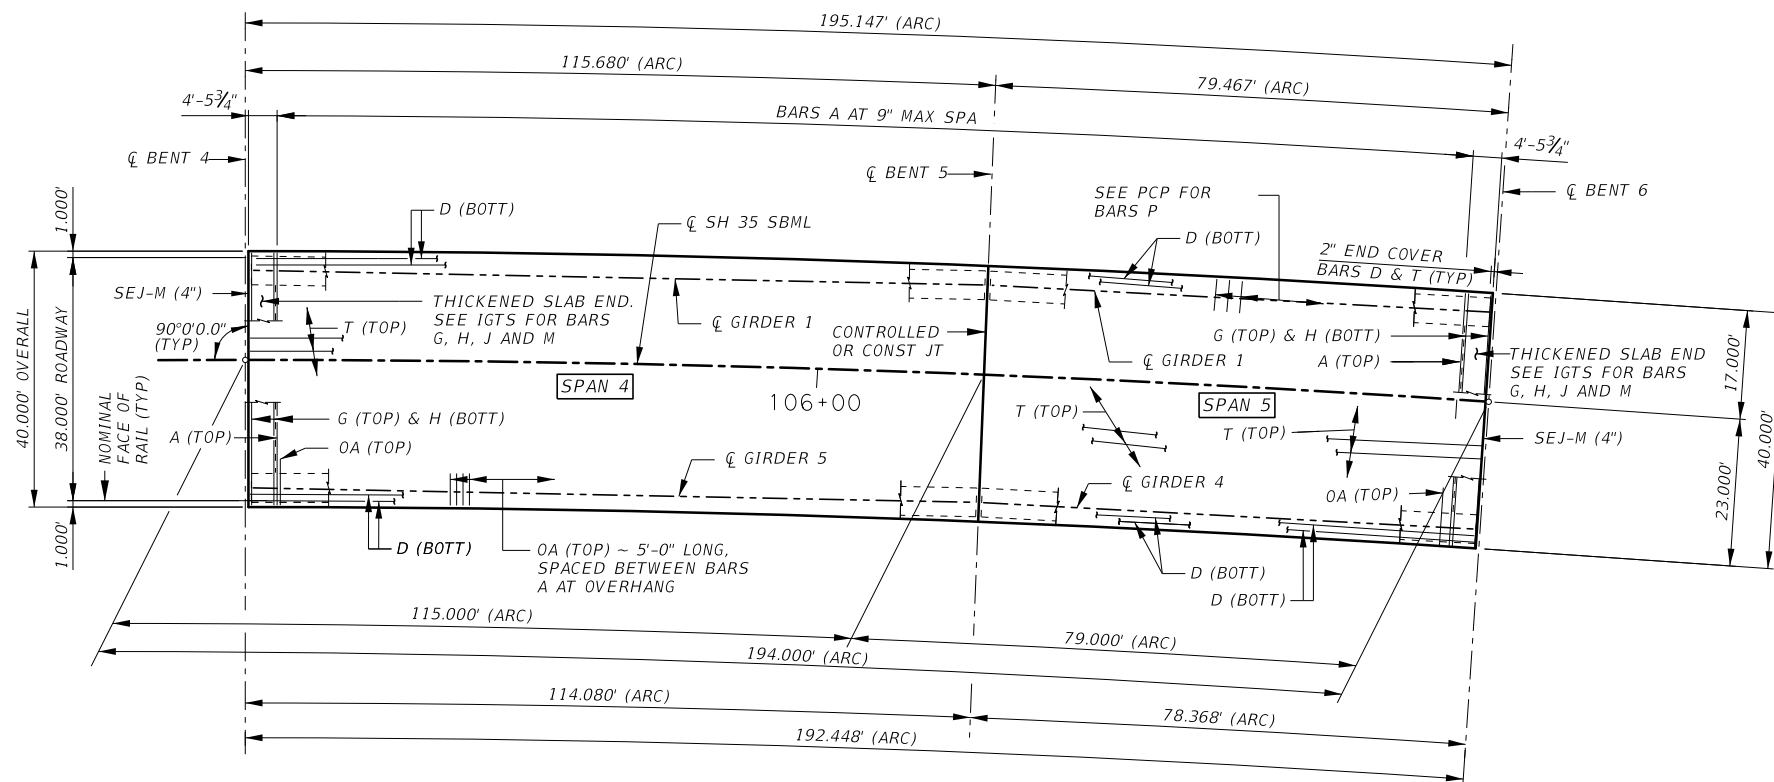 195.147' (ARC)
115.680' (ARC)
79.467' (ARC)
4'-5¾"
BARS A AT 9" MAX SPA
4'-5¾"
℄ BENT 4
℄ BENT 5
℄ BENT 6
SEE PCP FOR
BARS P
1.000'
D (BOTT)
℄ SH 35 SBML
D (BOTT)
2" END COVER
BARS D & T (TYP)
40.000' OVERALL
38.000' ROADWAY
SEJ-M (4")
THICKENED SLAB END.
SEE IGTS FOR BARS
G, H, J AND M
90°0'0.0"
(TYP)
T (TOP)
℄ GIRDER 1
CONTROLLED
OR CONST JT
℄ GIRDER 1
G (TOP) & H (BOTT)
A (TOP)
THICKENED SLAB END
SEE IGTS FOR BARS
G, H, J AND M
17.000'
SPAN 4
106+00
SPAN 5
T (TOP)
T (TOP)
SEJ-M (4")
40.000'
23.000'
NOMINAL
FACE OF
RAIL (TYP)
G (TOP) & H (BOTT)
A (TOP)
OA (TOP)
℄ GIRDER 5
℄ GIRDER 4
OA (TOP)
1.000'
D (BOTT)
OA (TOP) ~ 5'-0" LONG,
SPACED BETWEEN BARS
A AT OVERHANG
D (BOTT)
D (BOTT)
115.000' (ARC)
79.000' (ARC)
194.000' (ARC)
114.080' (ARC)
78.368' (ARC)
192.448' (ARC)